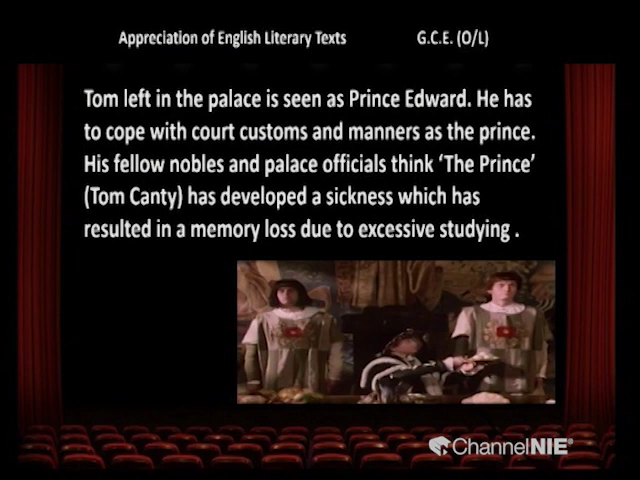 Appreciation of English Literary Texts G.C.E. (O/L)
Tom left in the palace is seen as Prince Edward. He has
to cope with court customs and manners as the prince.
His fellow nobles and palace officials think ‘The Prince’
(Tom Canty) has developed a sickness which has
resulted in a memory loss due to excessive studying .
ChannelNIE